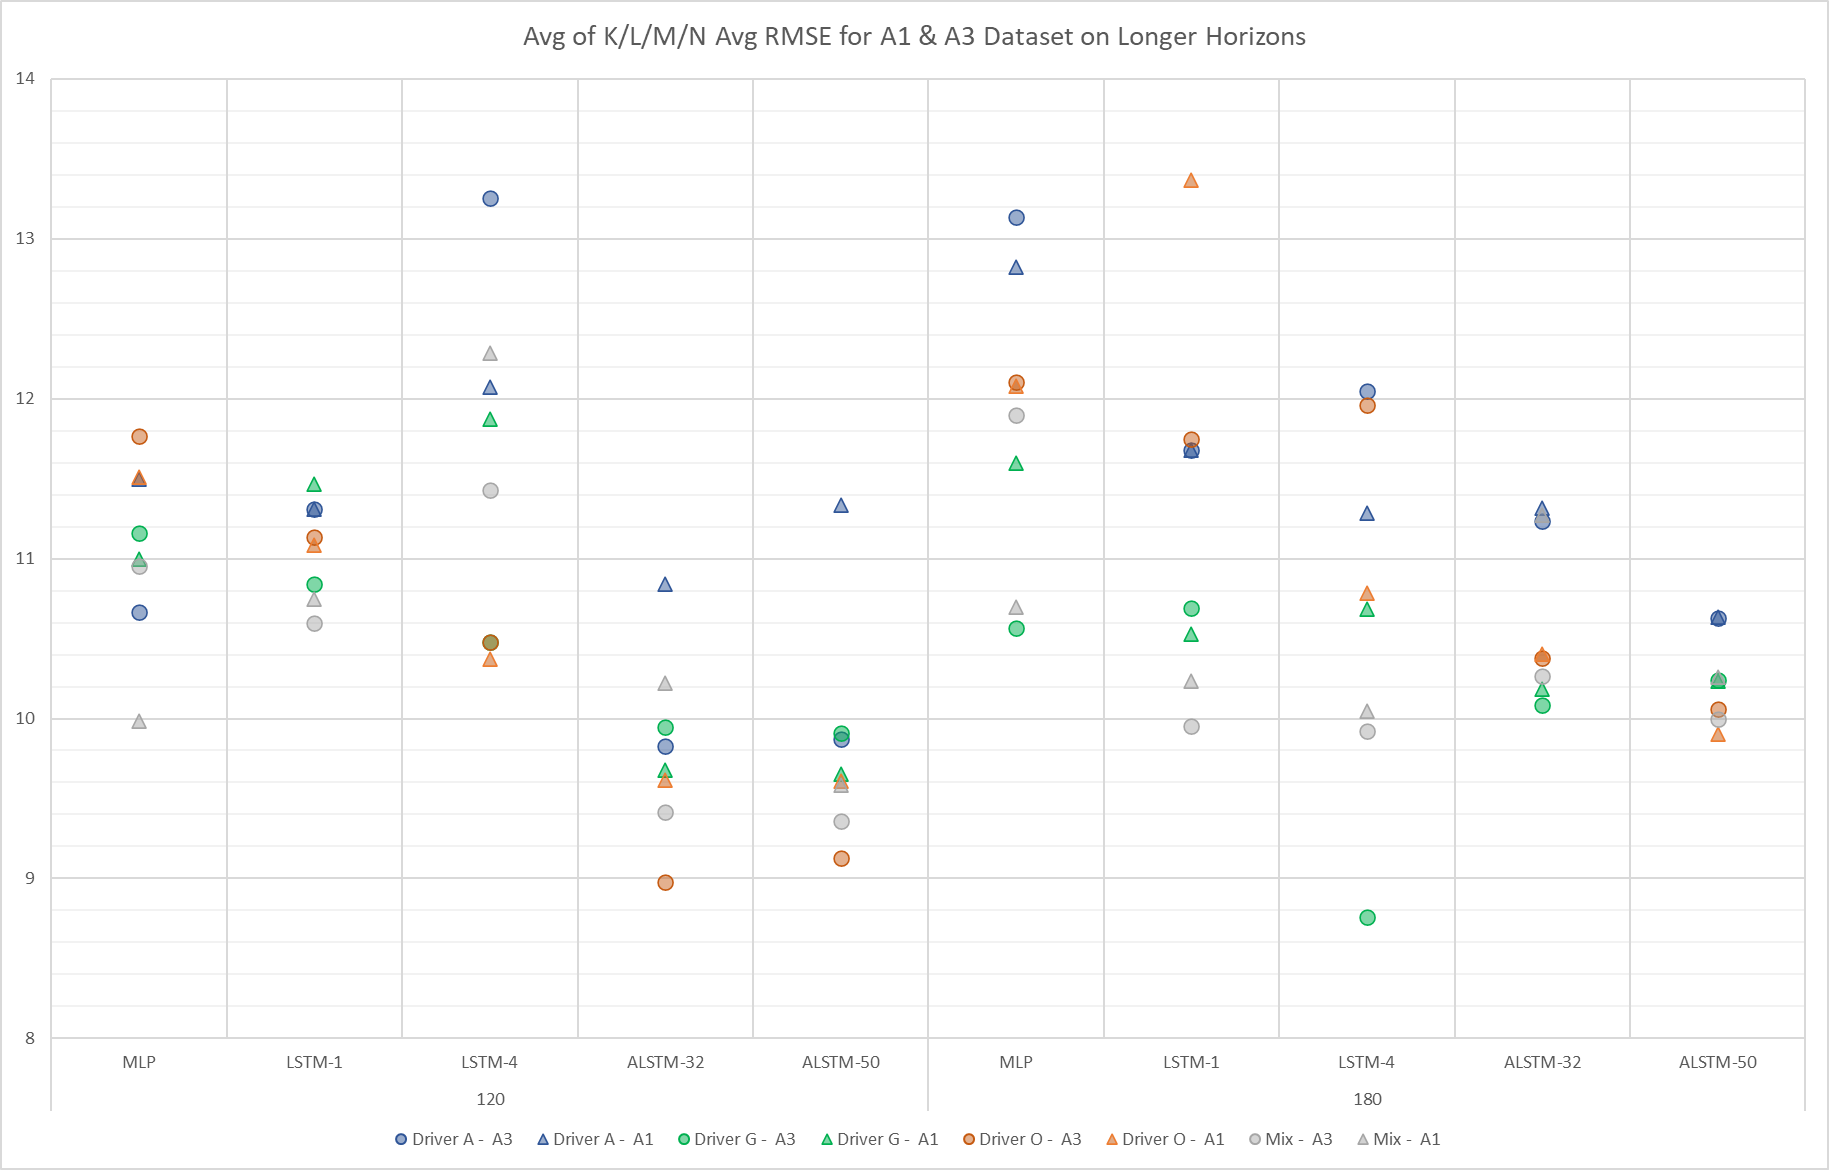 Avg of K/L/M/N Avg RMSE for A1 & A3 Dataset on Longer Horizons
14
13
12
11
10
9
8
MLP LSTM-1 LSTM-4 ALSTM-32 ALSTM-50 MLP LSTM-1 LSTM-4 ALSTM-32 ALSTM-50
120 180
Driver A - A3 Driver A - A1 Driver G - A3 Driver G - A1 Driver O - A3 Driver O - A1 Mix - A3 Mix - A1